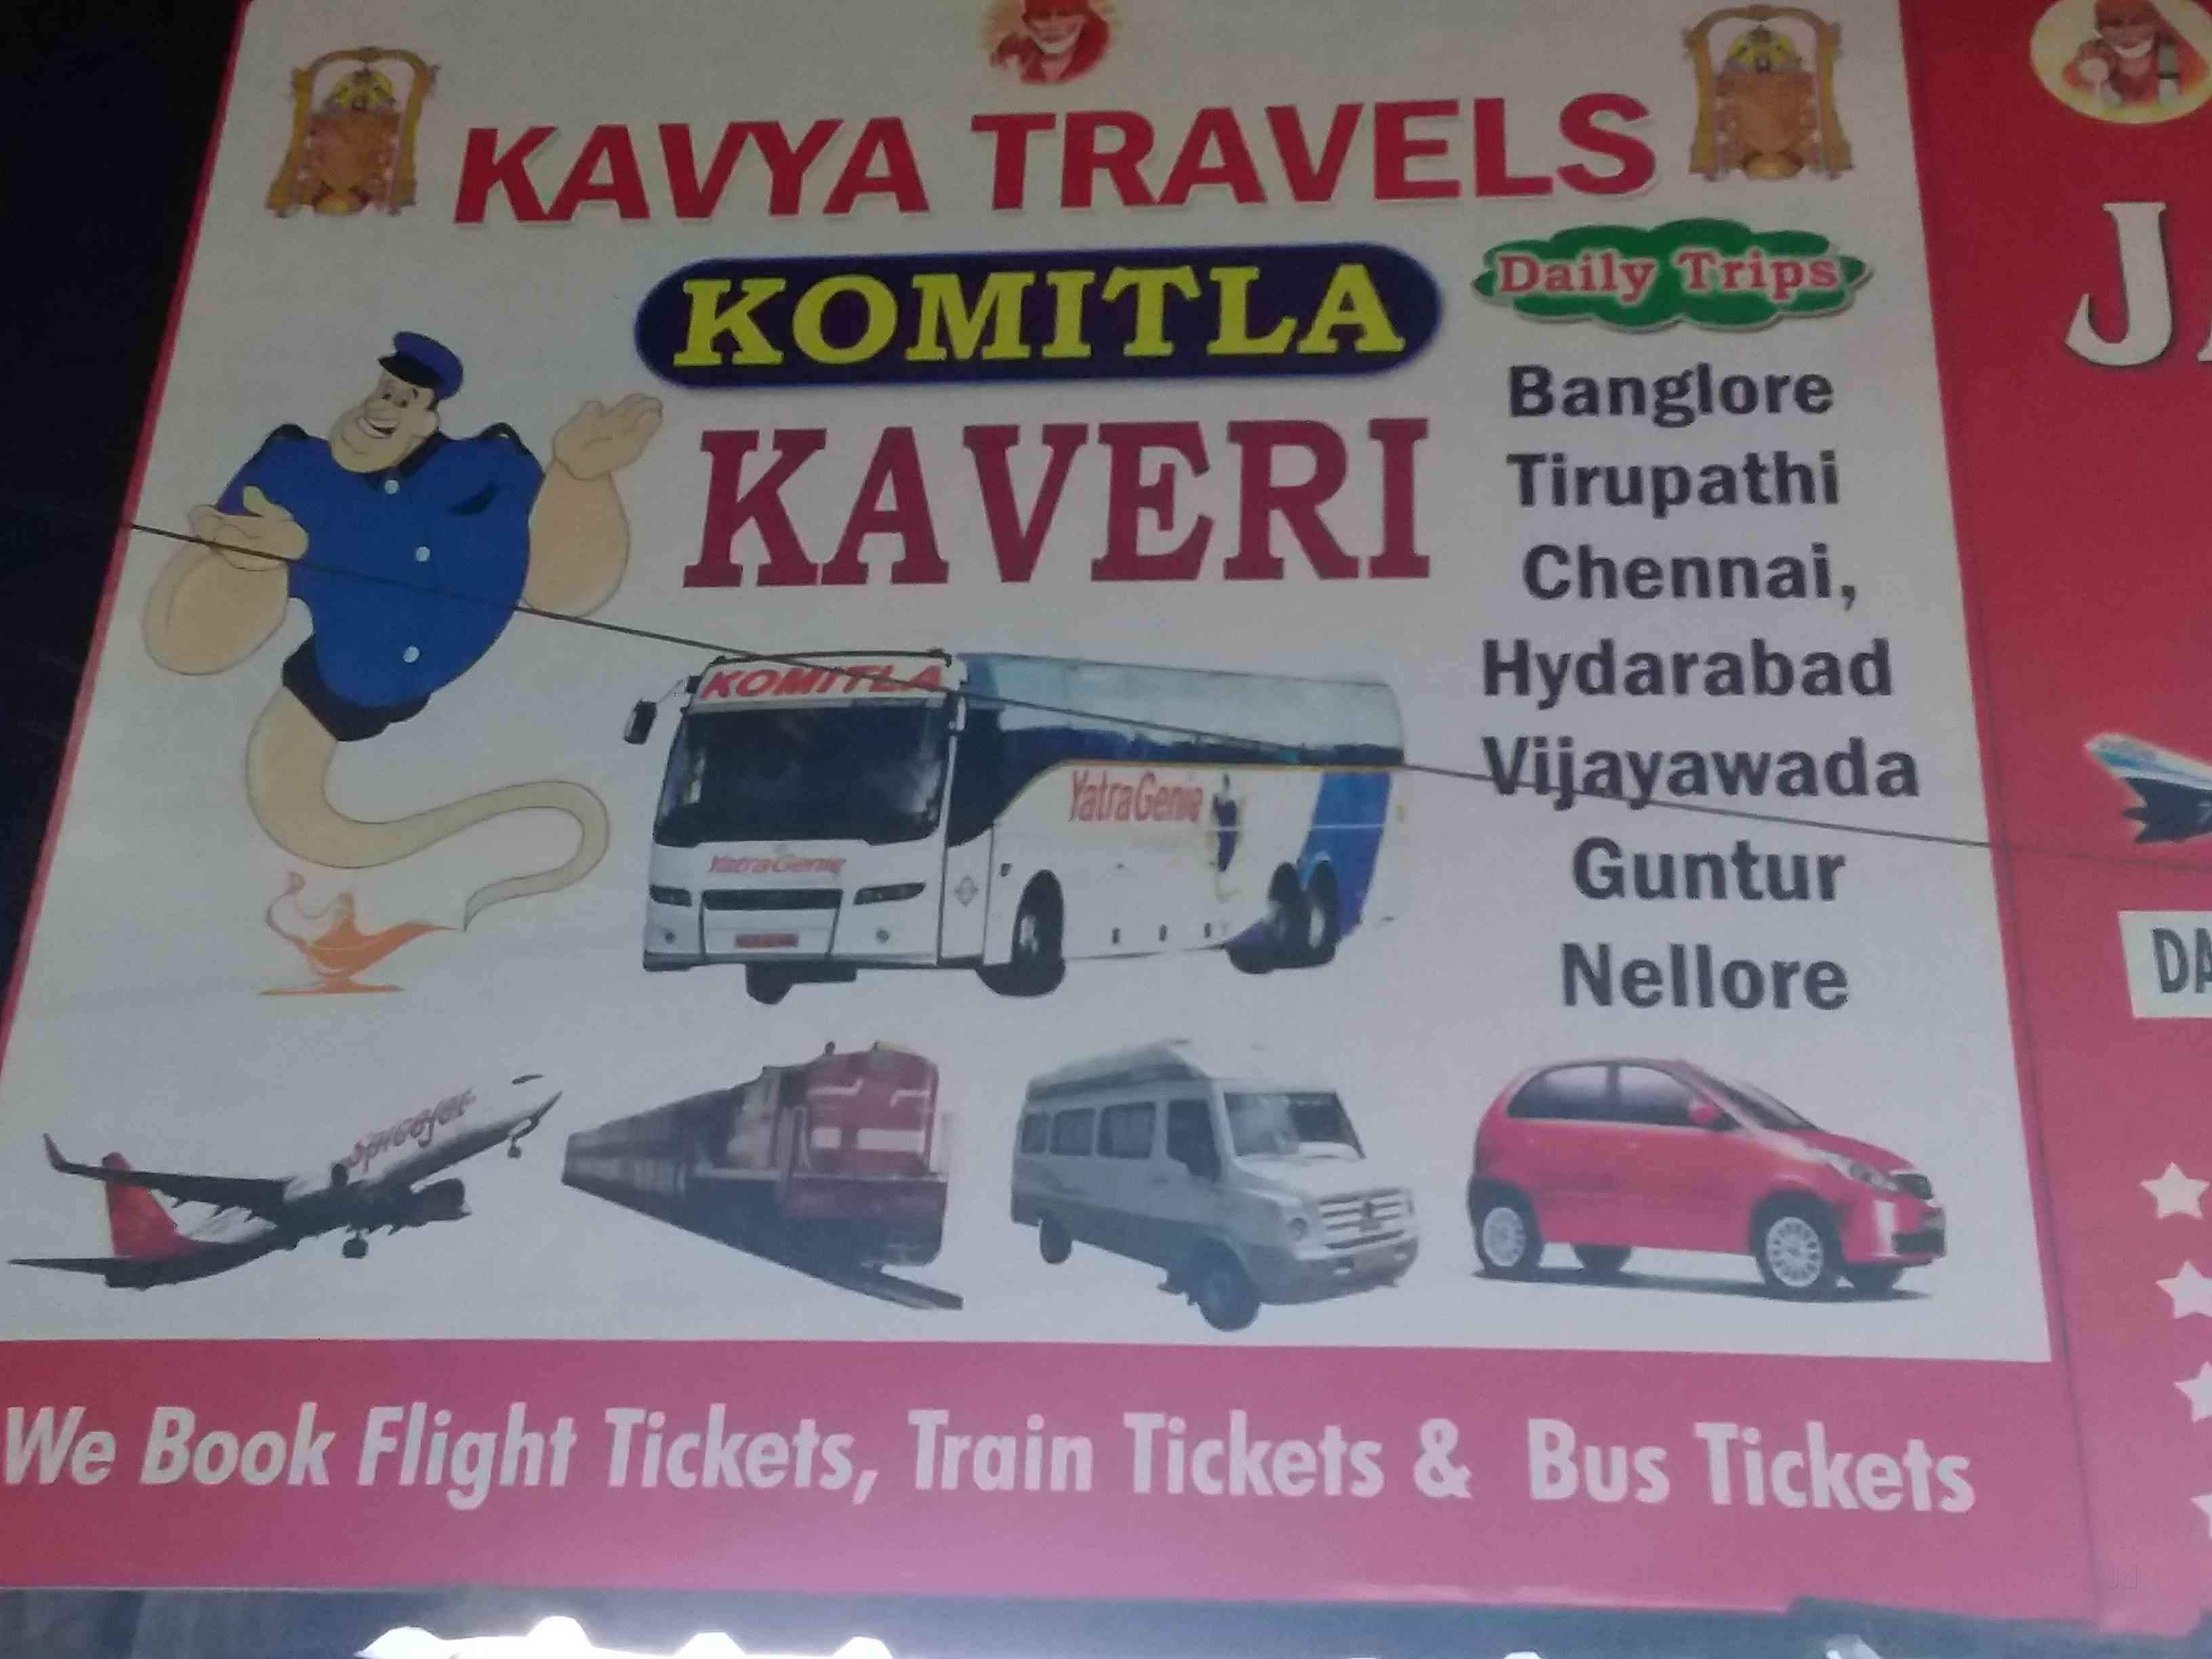 KAVYA TRAVELS
KOMITLA
KAVERI
Daily Trips
Banglore
Tirupathi
Chennai,
Hydarabad
Vijayawada
Guntur
Nellore
KOMITLA
YatraGenie
YatraGenie
spicejet
We Book Flight Tickets, Train Tickets & Bus Tickets
Jd